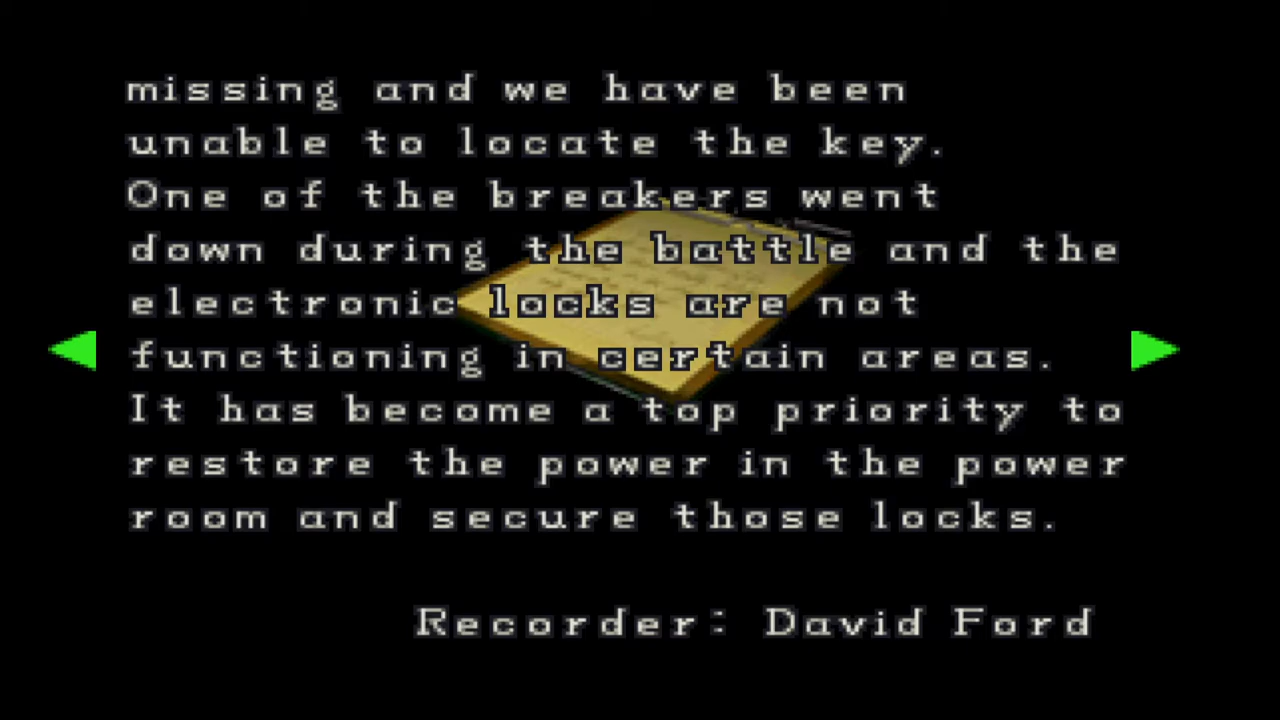 missing and we have been
unable to locate the key.
One of the breakers went
down during the battle and the
electronic locks are not
functioning in certain areas.
It has become a top priority to
restore the power in the power
room and secure those locks.
Recorder: David Ford